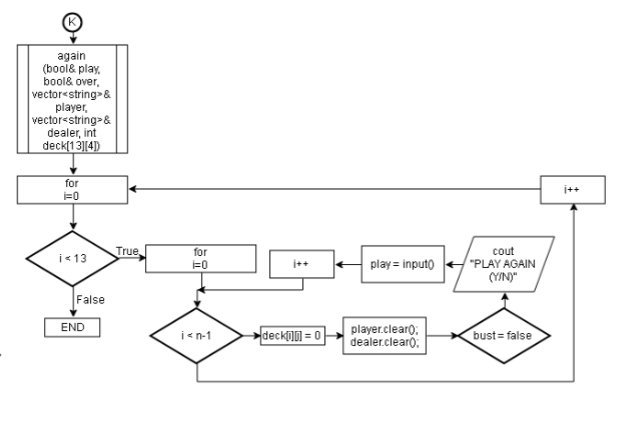 K
again
(bool& play,
bool& over,
vector<string>&
player,
vector<string>&
dealer, int
deck[13][4])
for
i=0
i++
i < 13
True
for
i=0
i++
play = input()
cout
"PLAY AGAIN
(Y/N)"
False
END
i < n-1
deck[i][j] = 0
player.clear();
dealer.clear();
bust = false